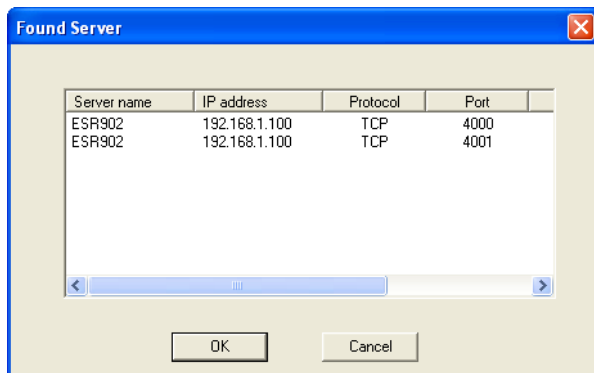 Found Server
Server name IP address Protocol Port
ESR902 192.168.1.100 TCP 4000
ESR902 192.168.1.100 TCP 4001
OK Cancel